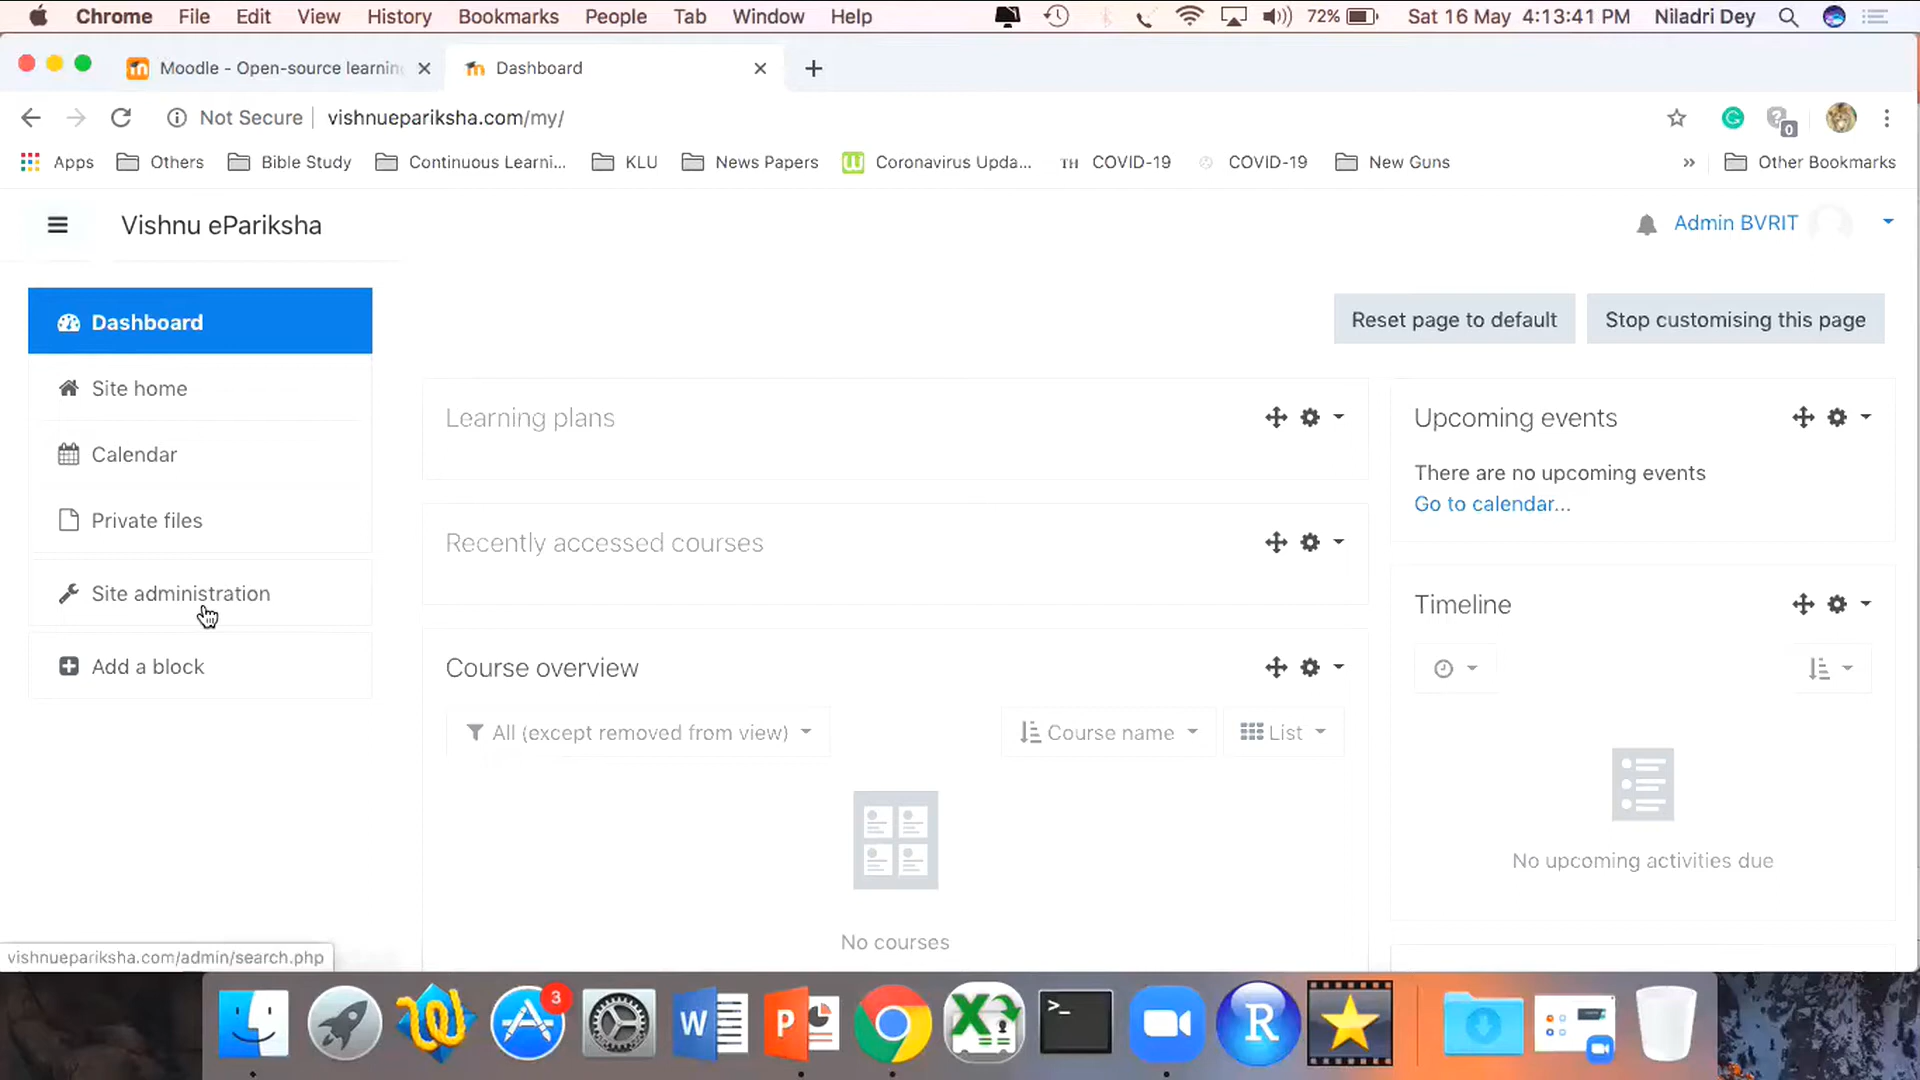 Chrome File Edit View History Bookmarks People Tab Window Help 72% Sat 16 May 4:13:41 PM Niladri Dey
Moodle - Open-source learning Dashboard
Not Secure vishnuepariksha.com/my/ 0
Apps Others Bible Study Continuous Learni... KLU News Papers Coronavirus Upda... TH COVID-19 COVID-19 New Guns » Other Bookmarks
Vishnu ePariksha Admin BVRIT
Dashboard
Reset page to default Stop customising this page
Site home
Calendar
Private files
Site administration
Add a block
Learning plans
Recently accessed courses
Course overview
All (except removed from view) Course name List
No courses
Upcoming events
There are no upcoming events
Go to calendar...
Timeline
No upcoming activities due
vishnuepariksha.com/admin/search.php
3 W P X >_ R